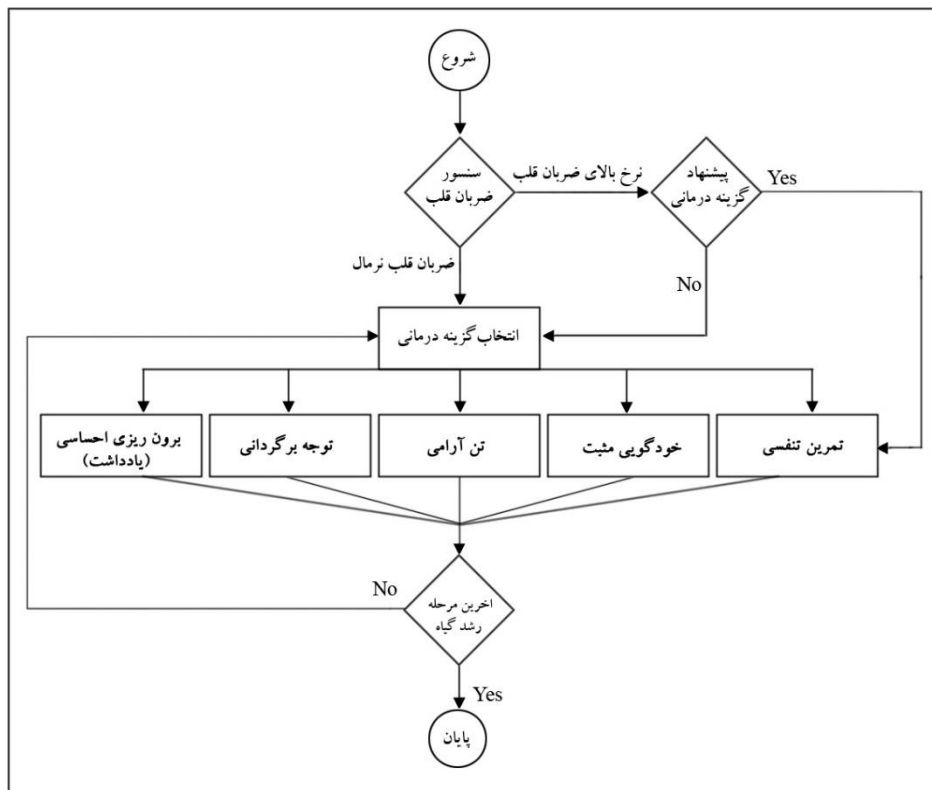 شروع
سنسور
ضربان قلب
نرخ بالای ضربان قلب
پیشنهاد
گزینه درمانی
Yes
ضربان قلب نرمال
No
انتخاب گزینه درمانی
تمرین تنفسی
خودگویی مثبت
تن آرامی
توجه برگردانی
برون ریزی احساسی
(یادداشت)
No
اخرین مرحله
رشد گیاه
Yes
پایان